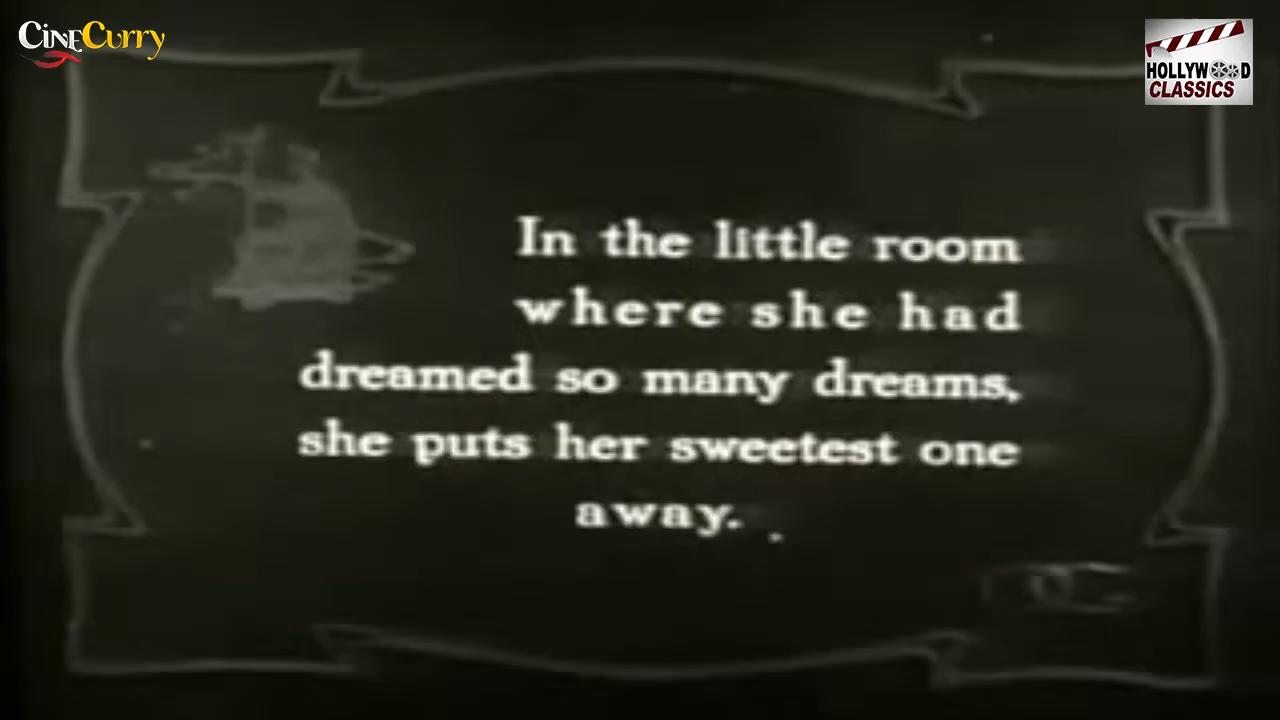 CineCurry
HOLLYWOOD
CLASSICS
In the little room
where she had
dreamed so many dreams,
she puts her sweetest one
away.